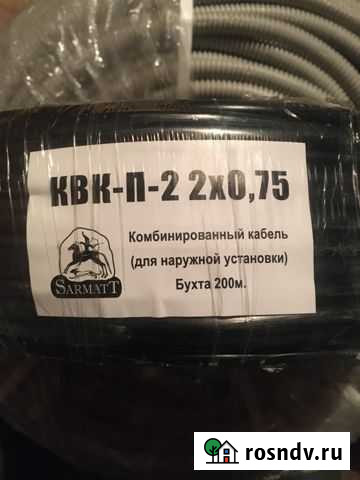 КВК-П-2 2х0,75
Комбинированный кабель
(для наружной установки)
Бухта 200м.
SARMATT
rosndv.ru